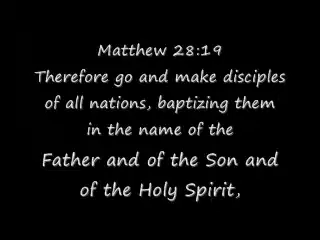 Matthew 28:19
Therefore go and make disciples
of all nations, baptizing them
in the name of the
Father and of the Son and
of the Holy Spirit,